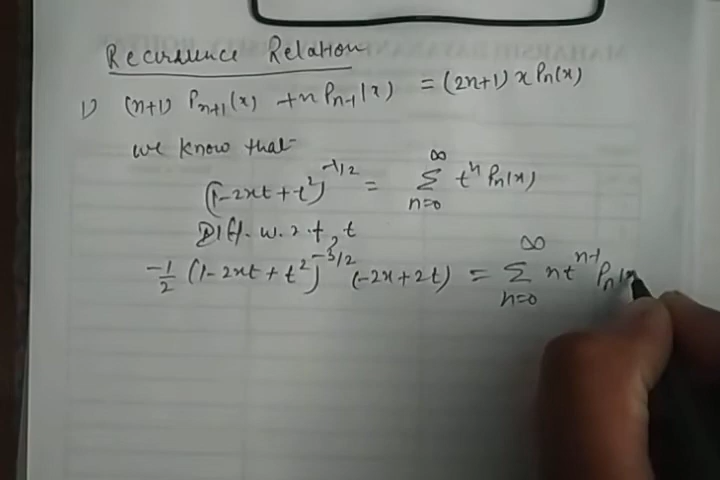 Recurrence Relation
1) (n+1) Pn+1(x) + n Pn-1(x) = (2n+1) x Pn(x)
we know that
(1-2xt+t²)^-1/2 = ∞ Σ n=0 t^n Pn(x)
Diff. w.r.t, t
-1/2 (1-2xt+t²)^-3/2 (-2x+2t) = ∞ Σ n=0 n t^n-1 Pn(x